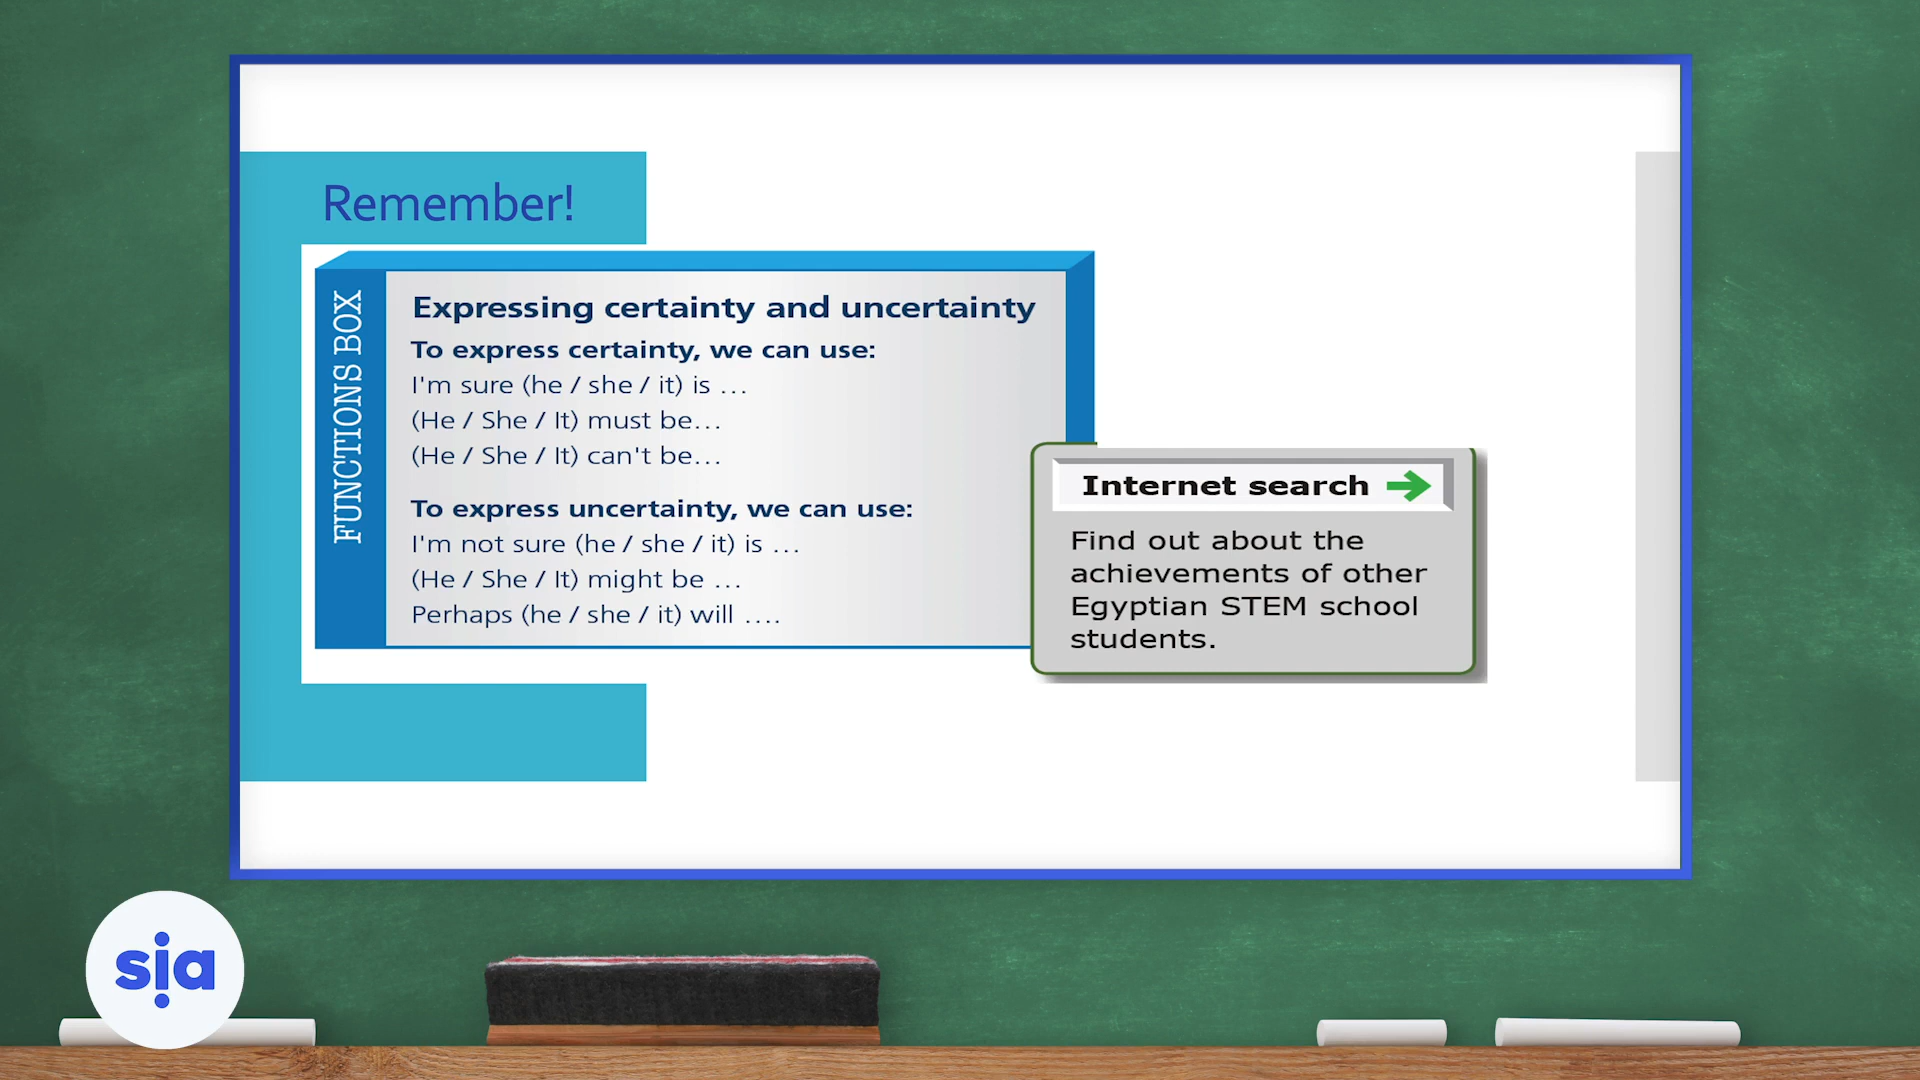 Remember!
FUNCTIONS BOX
Expressing certainty and uncertainty
To express certainty, we can use:
I'm sure (he / she / it) is ...
(He / She / It) must be...
(He / She / It) can't be...
To express uncertainty, we can use:
I'm not sure (he / she / it) is ...
(He / She / It) might be ...
Perhaps (he / she / it) will ....
Internet search
Find out about the
achievements of other
Egyptian STEM school
students.
sia